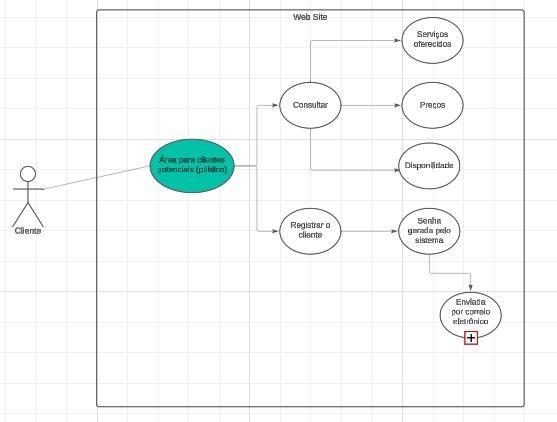 Web Site
Serviços
oferecidos
Consultar
Preços
Área para clientes
potenciais (público)
Disponilidade
Cliente
Registrar o
cliente
Senha
gerada pelo
sistema
Enviada
por correio
eletrônico
+